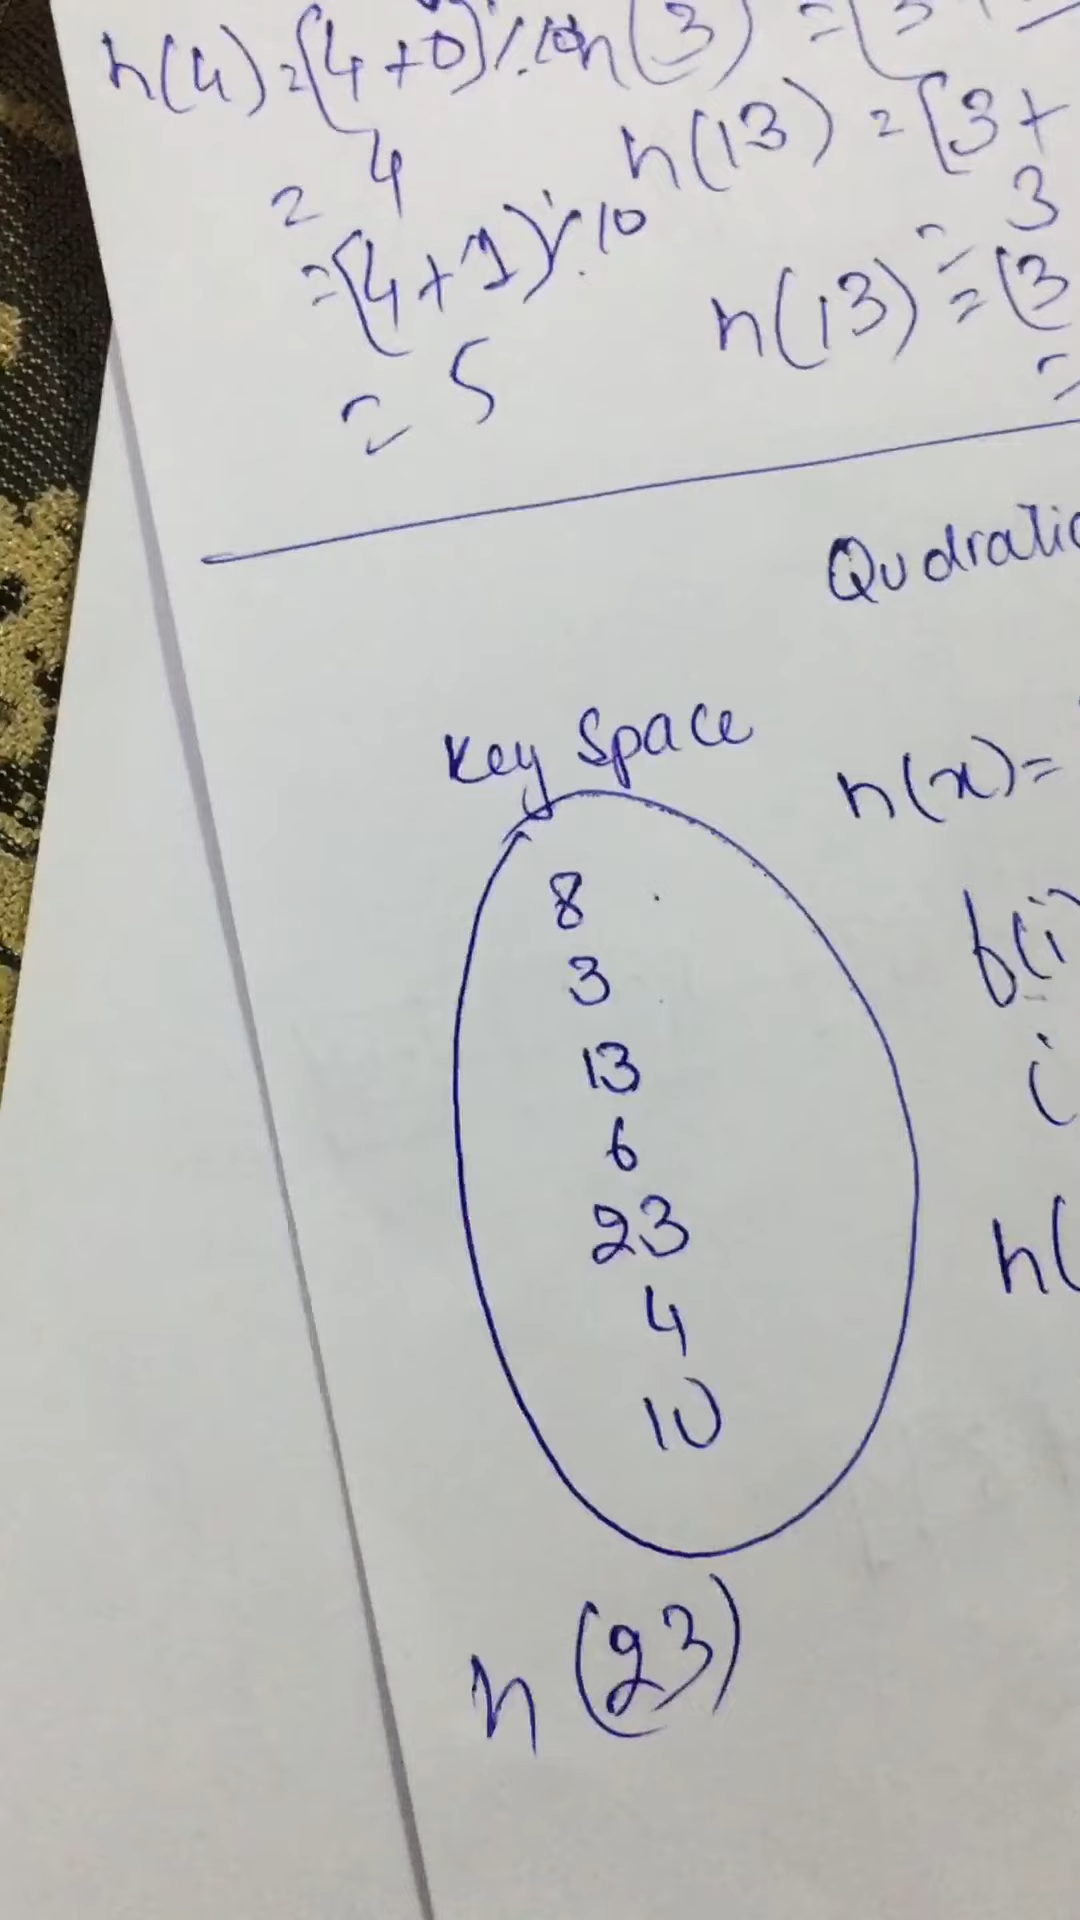 h(4) = [4+0] % 10
= 4
= [4+1] % 10
= 5
h(3) = (3
h(13) = [3+
= 3
h(13) = (3
=
Qudratic
Key Space
h(x)=
8
3
13
6
23
4
10
f(i)
h(
h(23)